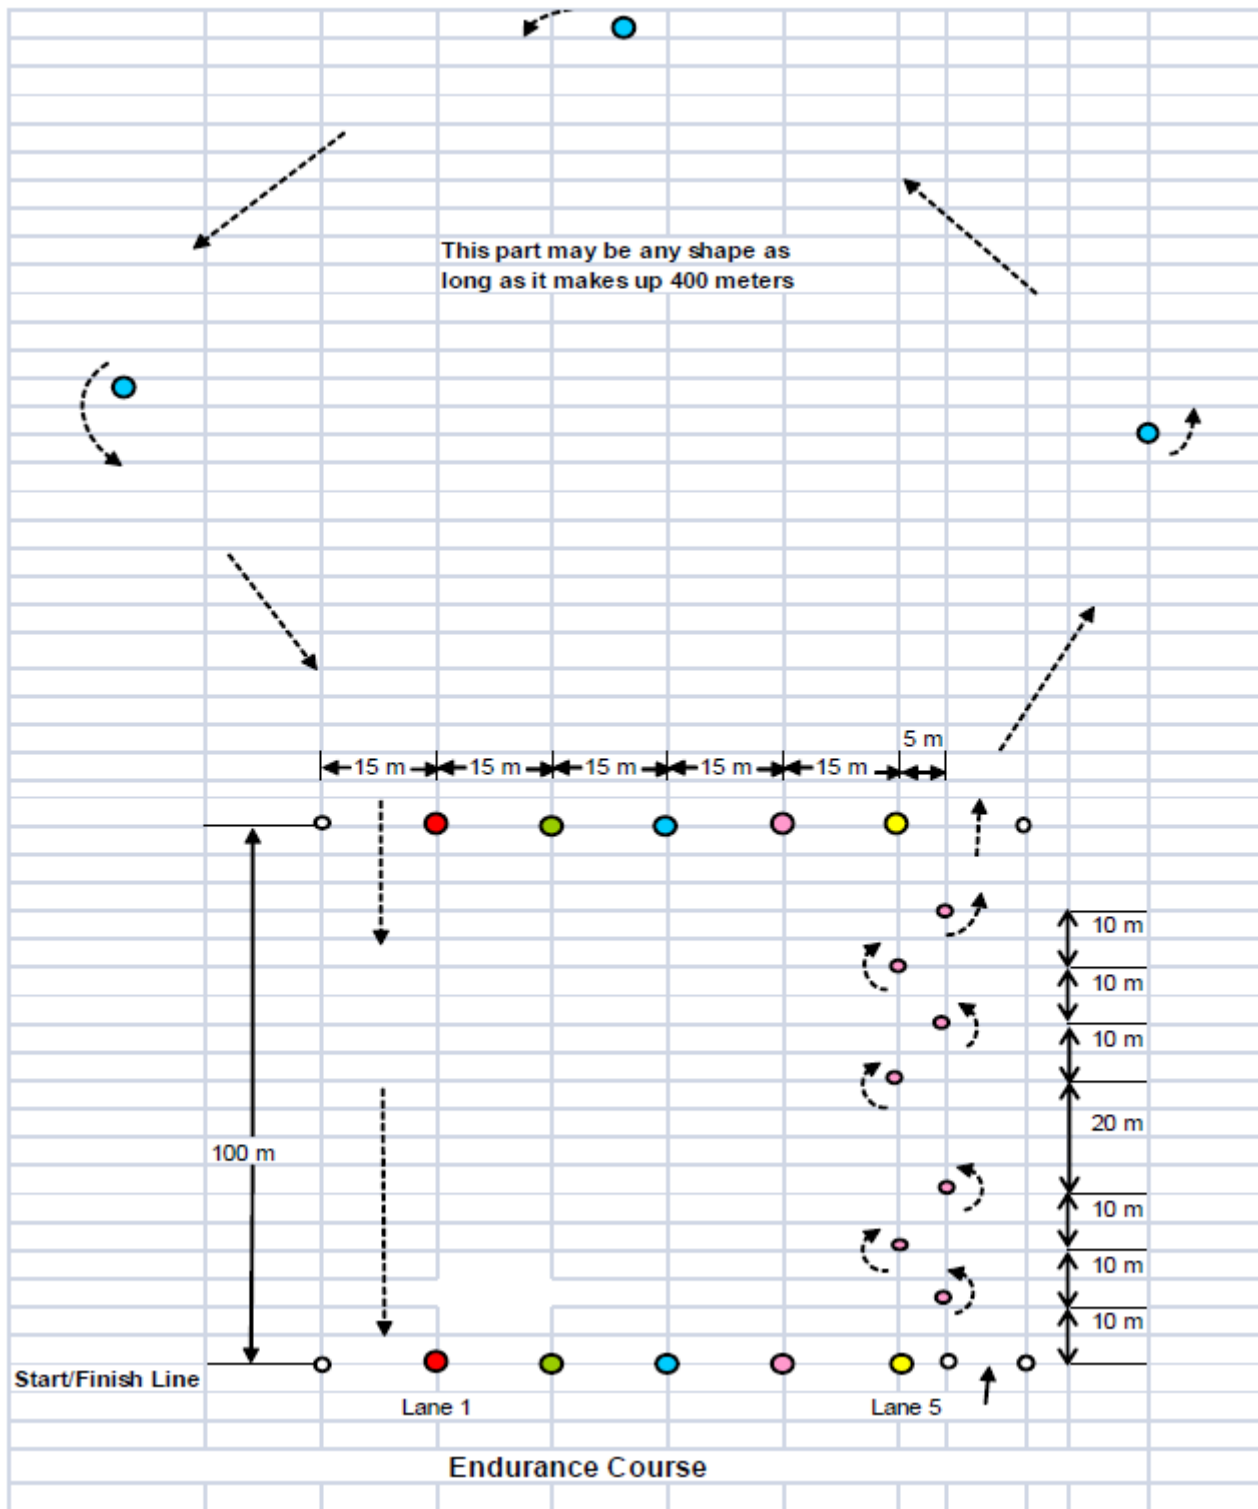 This part may be any shape as
long as it makes up 400 meters
5 m
15 m 15 m 15 m 15 m 15 m
10 m
10 m
10 m
20 m
100 m
10 m
10 m
10 m
Start/Finish Line
Lane 1 Lane 5
Endurance Course